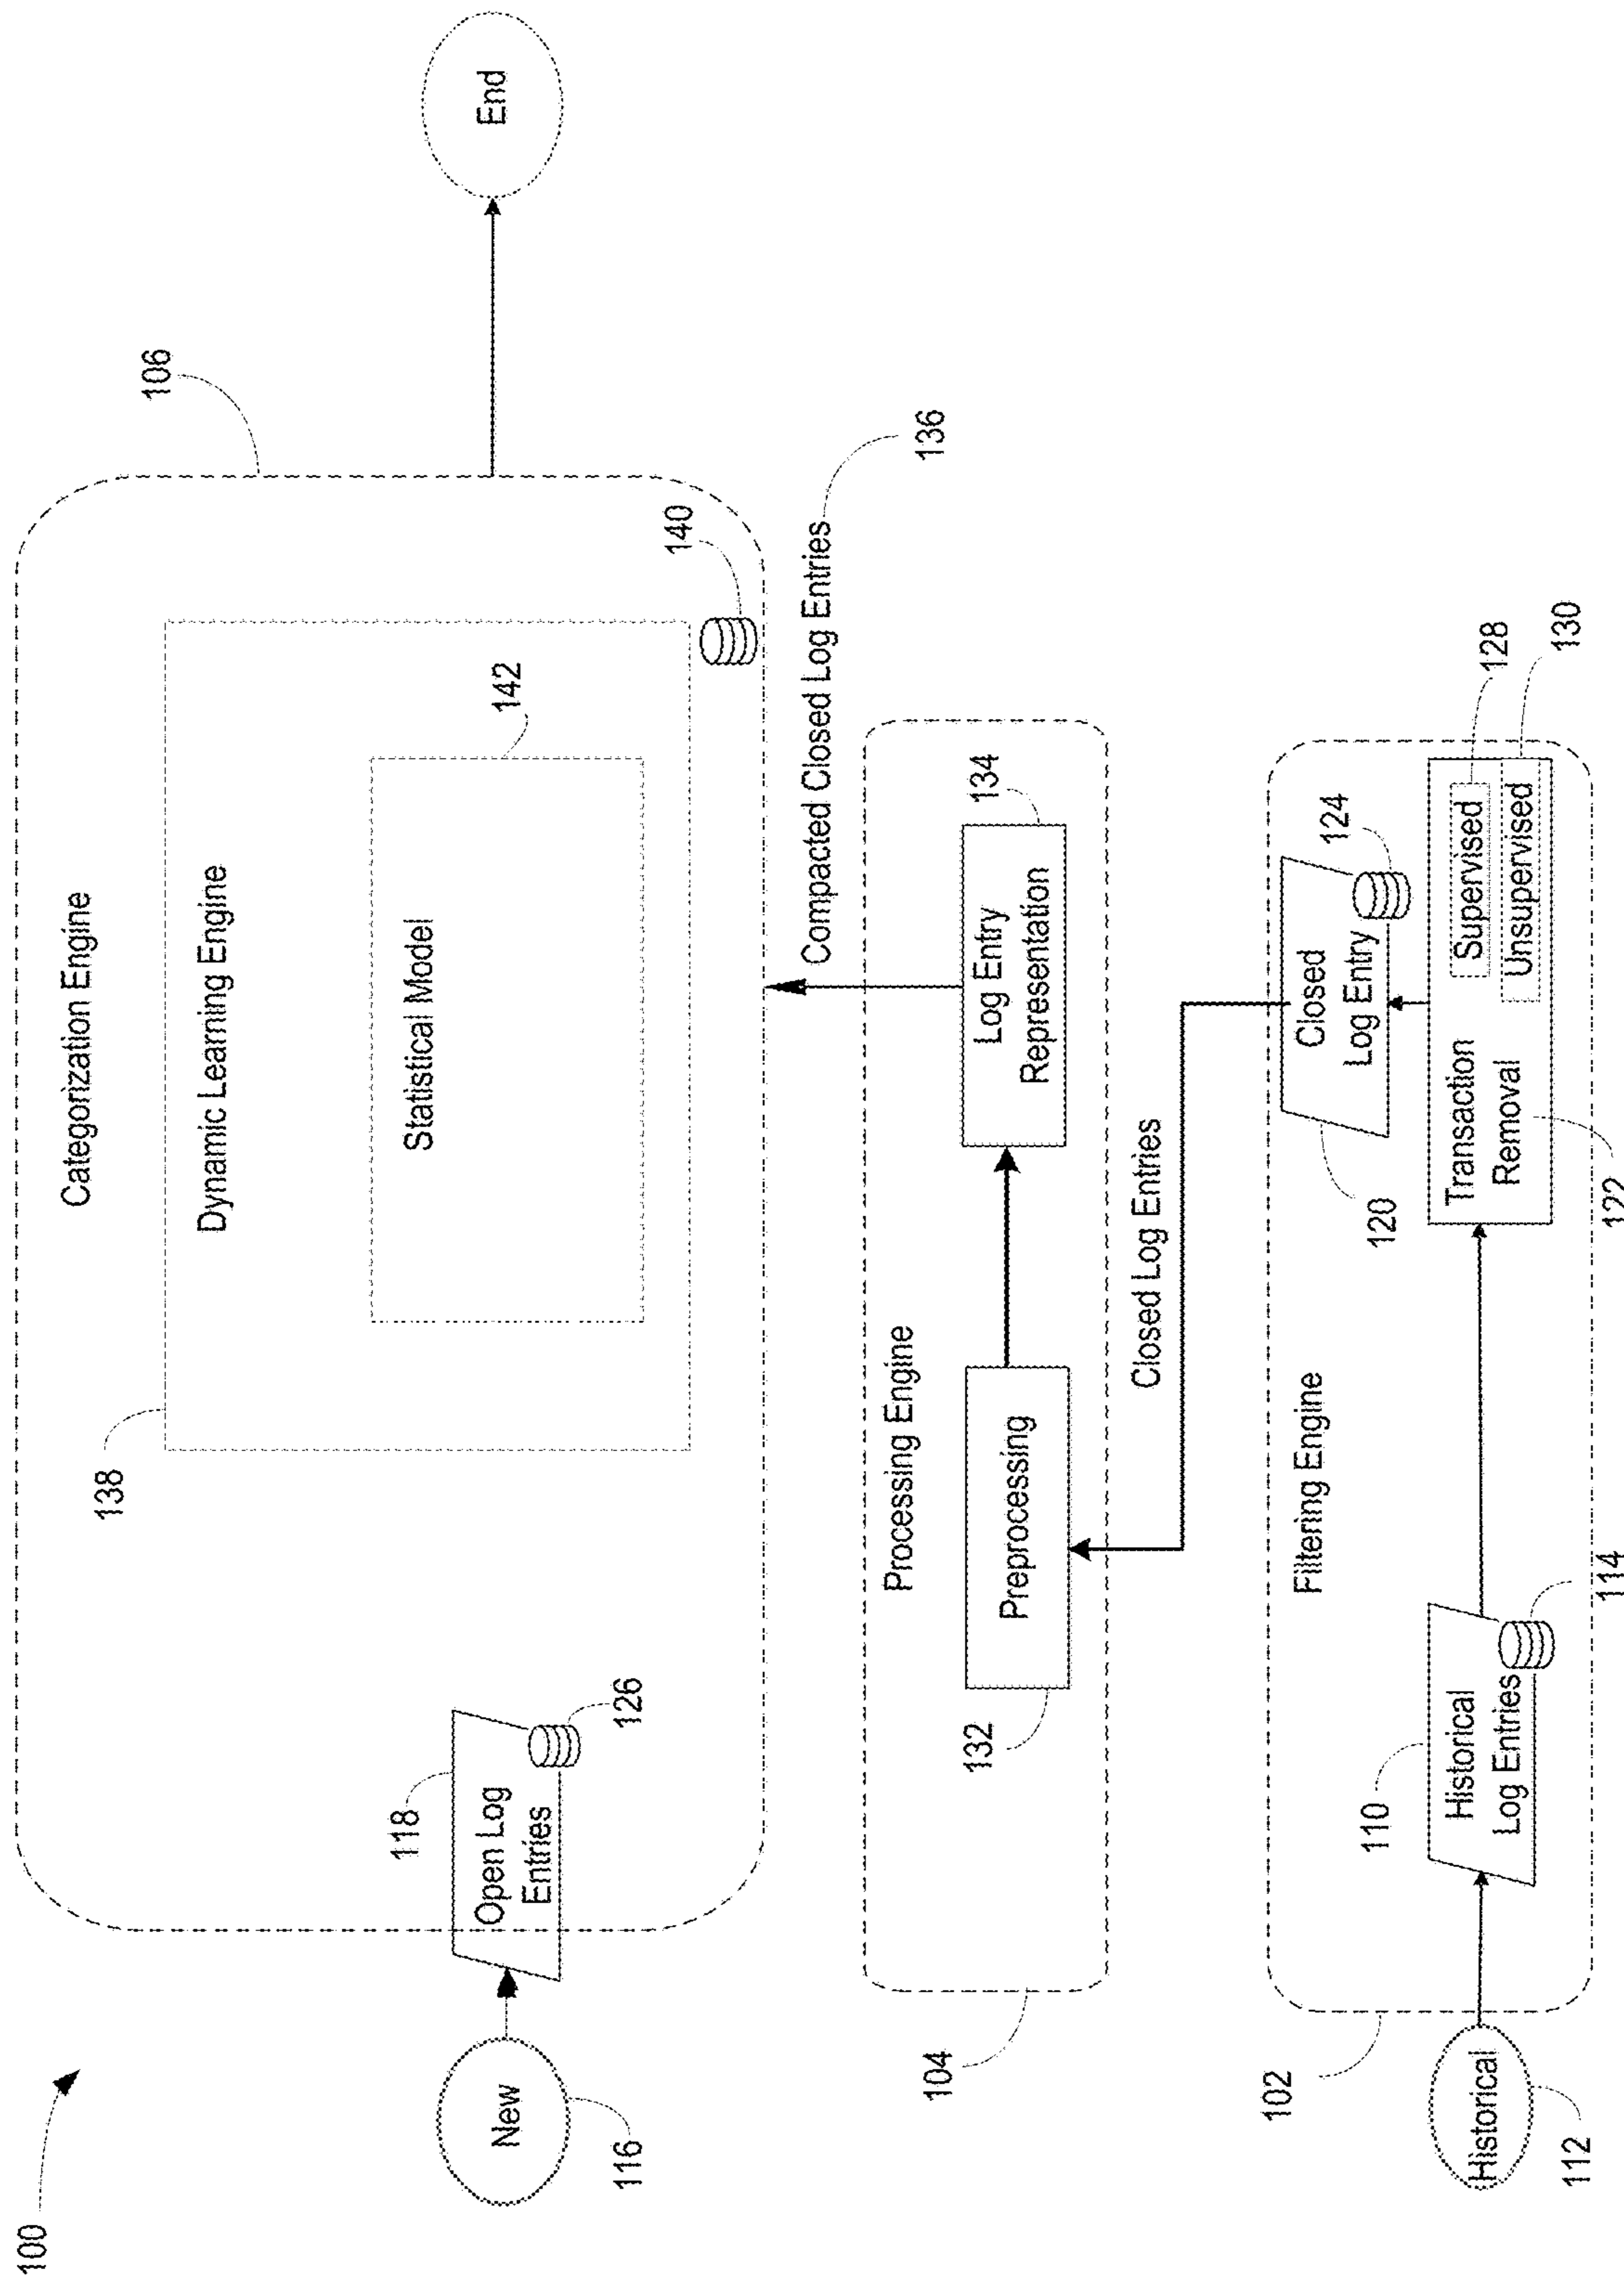 100
106
Categorization Engine
138
Dynamic Learning Engine
Statistical Model
142
140
New
116
118
Open Log
Entries
126
End
Compacted Closed Log Entries
136
104
Processing Engine
132
Preprocessing
Log Entry
Representation
134
Closed Log Entries
102
Filtering Engine
Historical
112
110
Historical
Log Entries
114
120
Closed
Log Entry
124
Transaction
Removal
122
Supervised
128
Unsupervised
130